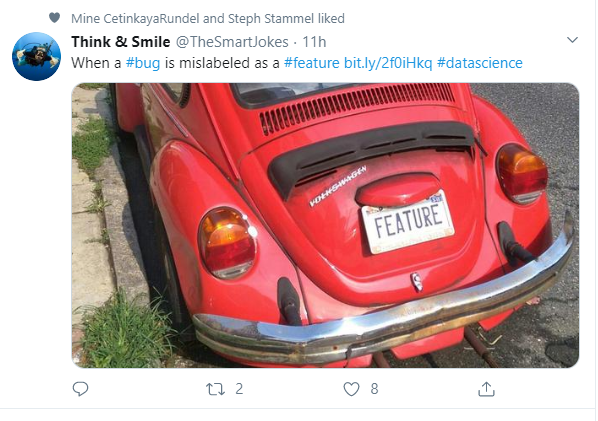 Mine CetinkayaRundel and Steph Stammel liked
Think & Smile @TheSmartJokes · 11h
When a #bug is mislabeled as a #feature bit.ly/2f0iHkq #datascience
VOLKSWAGEN
FEATURE
2 8